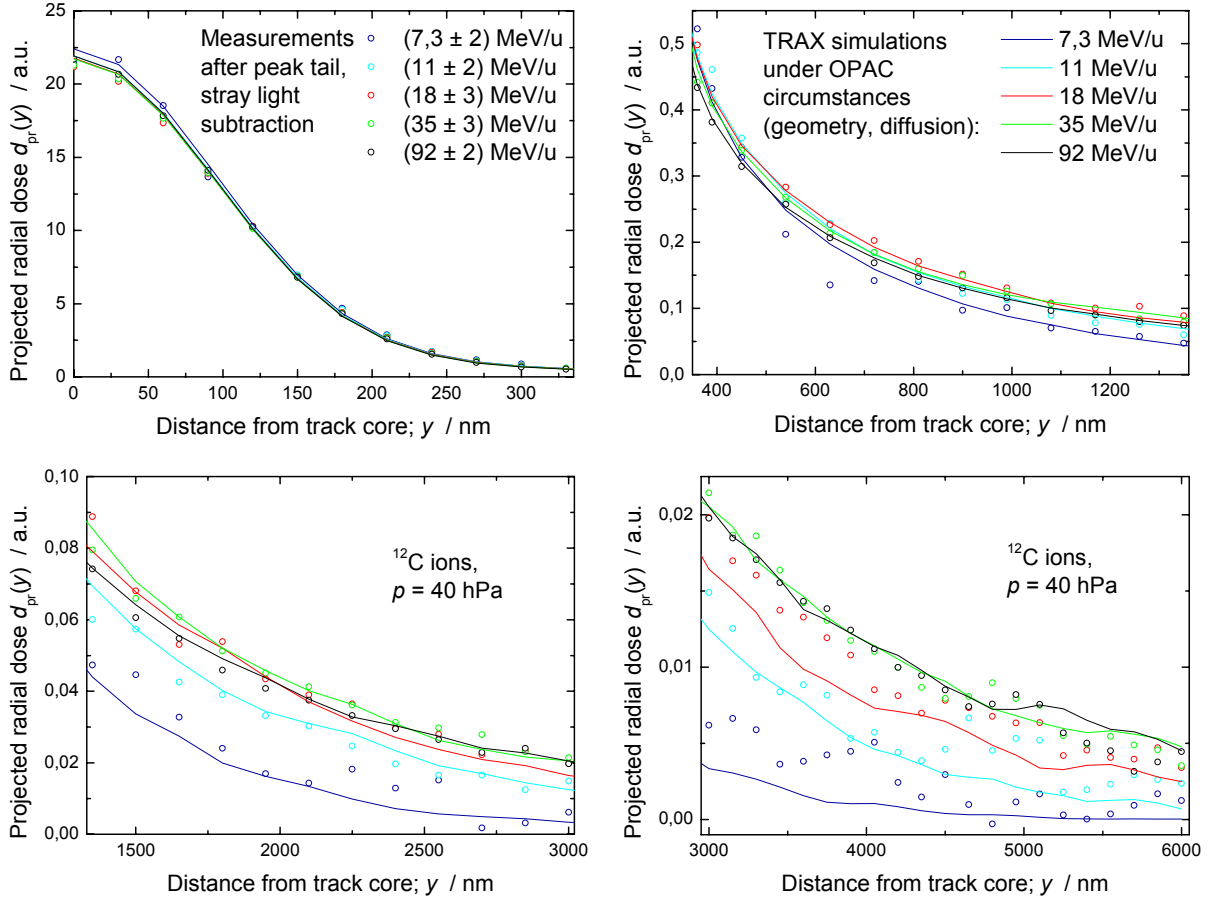 Projected radial dose dpr(y) / a.u.
25
20
15
10
5
0
Measurements
after peak tail,
stray light
subtraction
(7,3 ± 2) MeV/u
(11 ± 2) MeV/u
(18 ± 3) MeV/u
(35 ± 3) MeV/u
(92 ± 2) MeV/u
0 50 100 150 200 250 300
Distance from track core; y / nm
Projected radial dose dpr(y) / a.u.
0,5
0,4
0,3
0,2
0,1
0,0
TRAX simulations
under OPAC
circumstances
(geometry, diffusion):
7,3 MeV/u
11 MeV/u
18 MeV/u
35 MeV/u
92 MeV/u
400 600 800 1000 1200
Distance from track core; y / nm
Projected radial dose dpr(y) / a.u.
0,10
0,08
0,06
0,04
0,02
0,00
12C ions,
p = 40 hPa
1500 2000 2500 3000
Distance from track core; y / nm
Projected radial dose dpr(y) / a.u.
0,02
0,01
0,00
12C ions,
p = 40 hPa
3000 4000 5000 6000
Distance from track core; y / nm